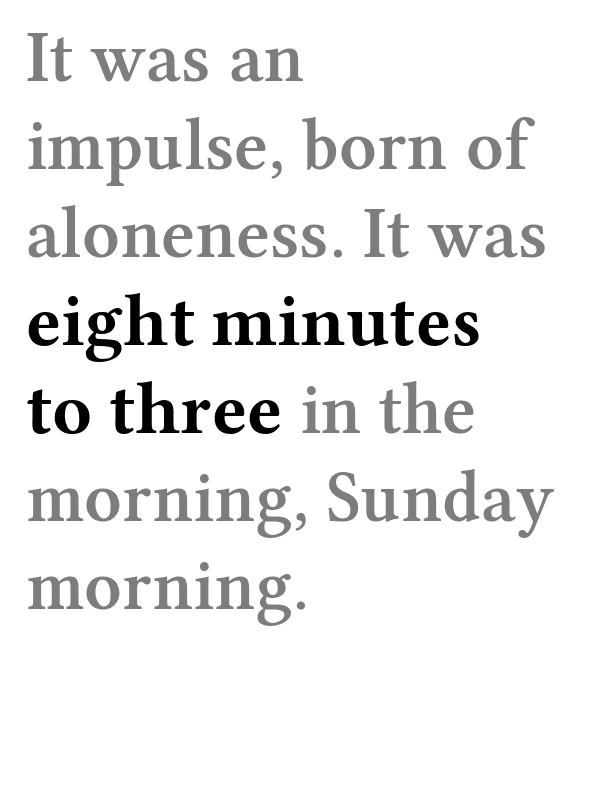 It was an
impulse, born of
aloneness. It was
eight minutes
to three in the
morning, Sunday
morning.